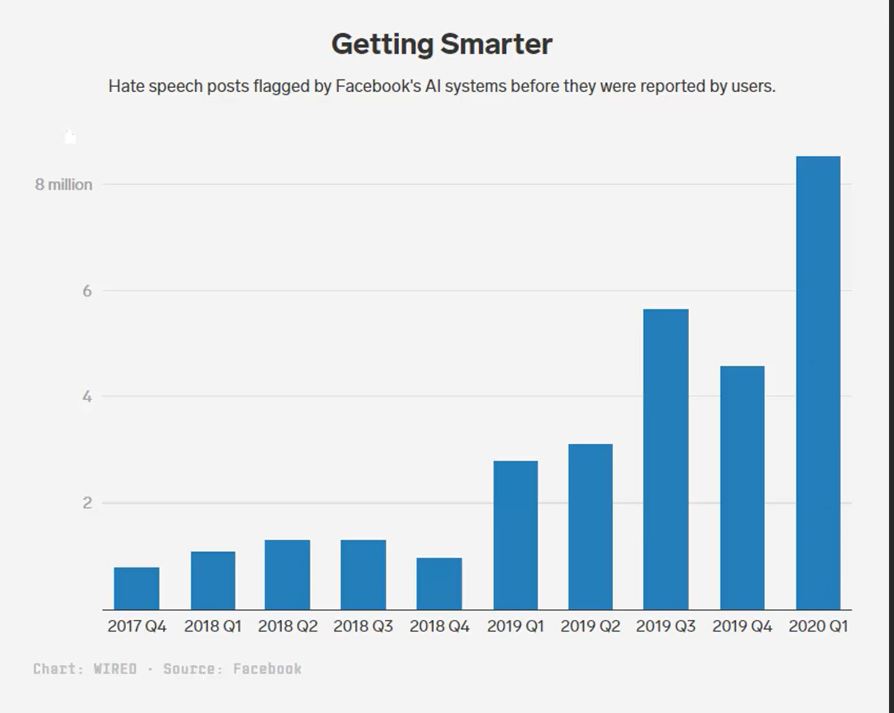 Getting Smarter
Hate speech posts flagged by Facebook's AI systems before they were reported by users.
8 million
6
4
2
2017 Q4 2018 Q1 2018 Q2 2018 Q3 2018 Q4 2019 Q1 2019 Q2 2019 Q3 2019 Q4 2020 Q1
Chart: WIRED · Source: Facebook